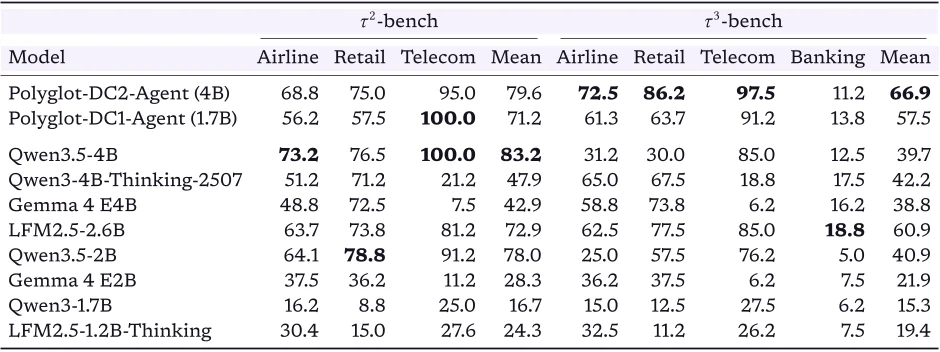 τ²-bench τ³-bench
Model Airline Retail Telecom Mean Airline Retail Telecom Banking Mean
Polyglot-DC2-Agent (4B) 68.8 75.0 95.0 79.6 72.5 86.2 97.5 11.2 66.9
Polyglot-DC1-Agent (1.7B) 56.2 57.5 100.0 71.2 61.3 63.7 91.2 13.8 57.5
Qwen3.5-4B 73.2 76.5 100.0 83.2 31.2 30.0 85.0 12.5 39.7
Qwen3-4B-Thinking-2507 51.2 71.2 21.2 47.9 65.0 67.5 18.8 17.5 42.2
Gemma 4 E4B 48.8 72.5 7.5 42.9 58.8 73.8 6.2 16.2 38.8
LFM2.5-2.6B 63.7 73.8 81.2 72.9 62.5 77.5 85.0 18.8 60.9
Qwen3.5-2B 64.1 78.8 91.2 78.0 25.0 57.5 76.2 5.0 40.9
Gemma 4 E2B 37.5 36.2 11.2 28.3 36.2 37.5 6.2 7.5 21.9
Qwen3-1.7B 16.2 8.8 25.0 16.7 15.0 12.5 27.5 6.2 15.3
LFM2.5-1.2B-Thinking 30.4 15.0 27.6 24.3 32.5 11.2 26.2 7.5 19.4